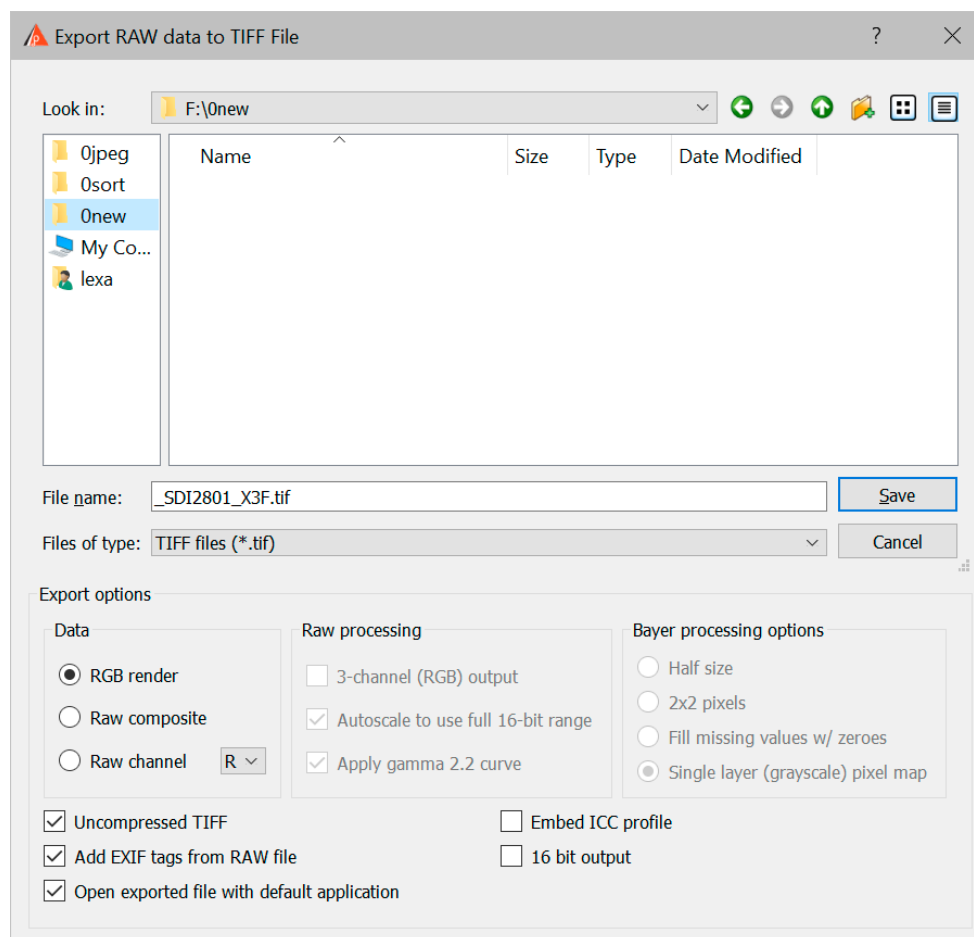 Export RAW data to TIFF File ?
Look in: F:\0new
0jpeg
0sort
0new
My Co...
lexa
Name Size Type Date Modified
File name: _SDI2801_X3F.tif Save
Files of type: TIFF files (*.tif) Cancel
Export options
Data
RGB render
Raw composite
Raw channel R
Raw processing
3-channel (RGB) output
Autoscale to use full 16-bit range
Apply gamma 2.2 curve
Bayer processing options
Half size
2x2 pixels
Fill missing values w/ zeroes
Single layer (grayscale) pixel map
Uncompressed TIFF
Add EXIF tags from RAW file
Open exported file with default application
Embed ICC profile
16 bit output